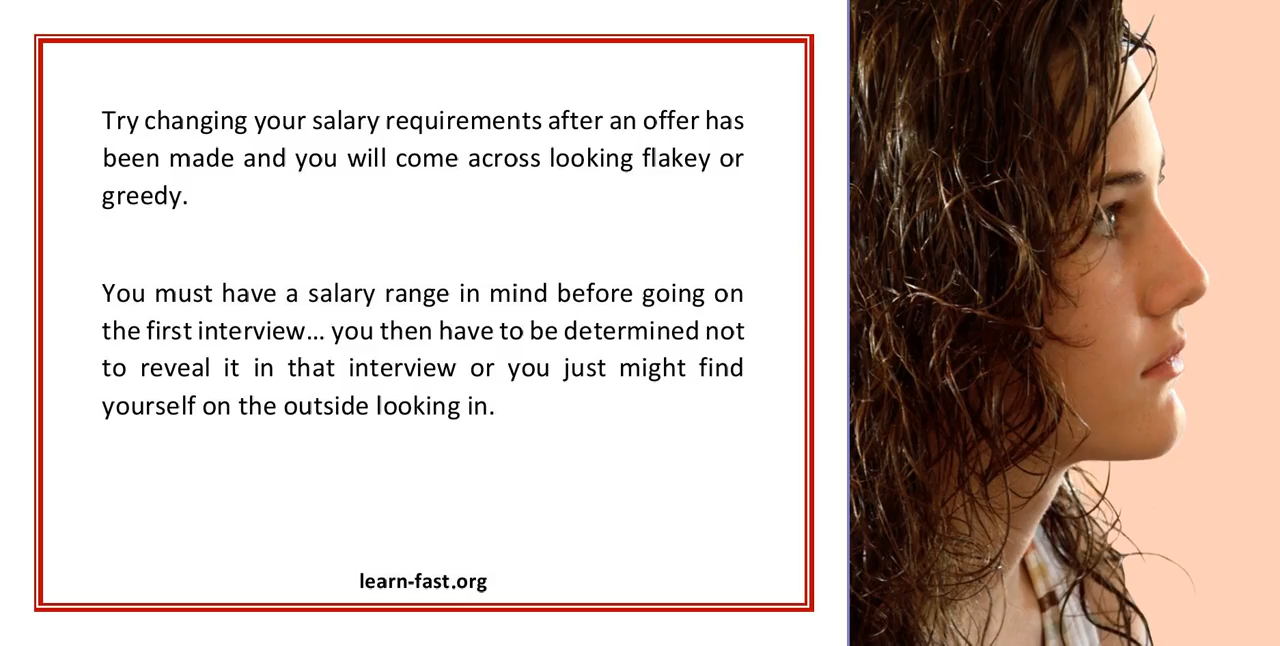 Try changing your salary requirements after an offer has
been made and you will come across looking flakey or
greedy.
You must have a salary range in mind before going on
the first interview... you then have to be determined not
to reveal it in that interview or you just might find
yourself on the outside looking in.
learn-fast.org